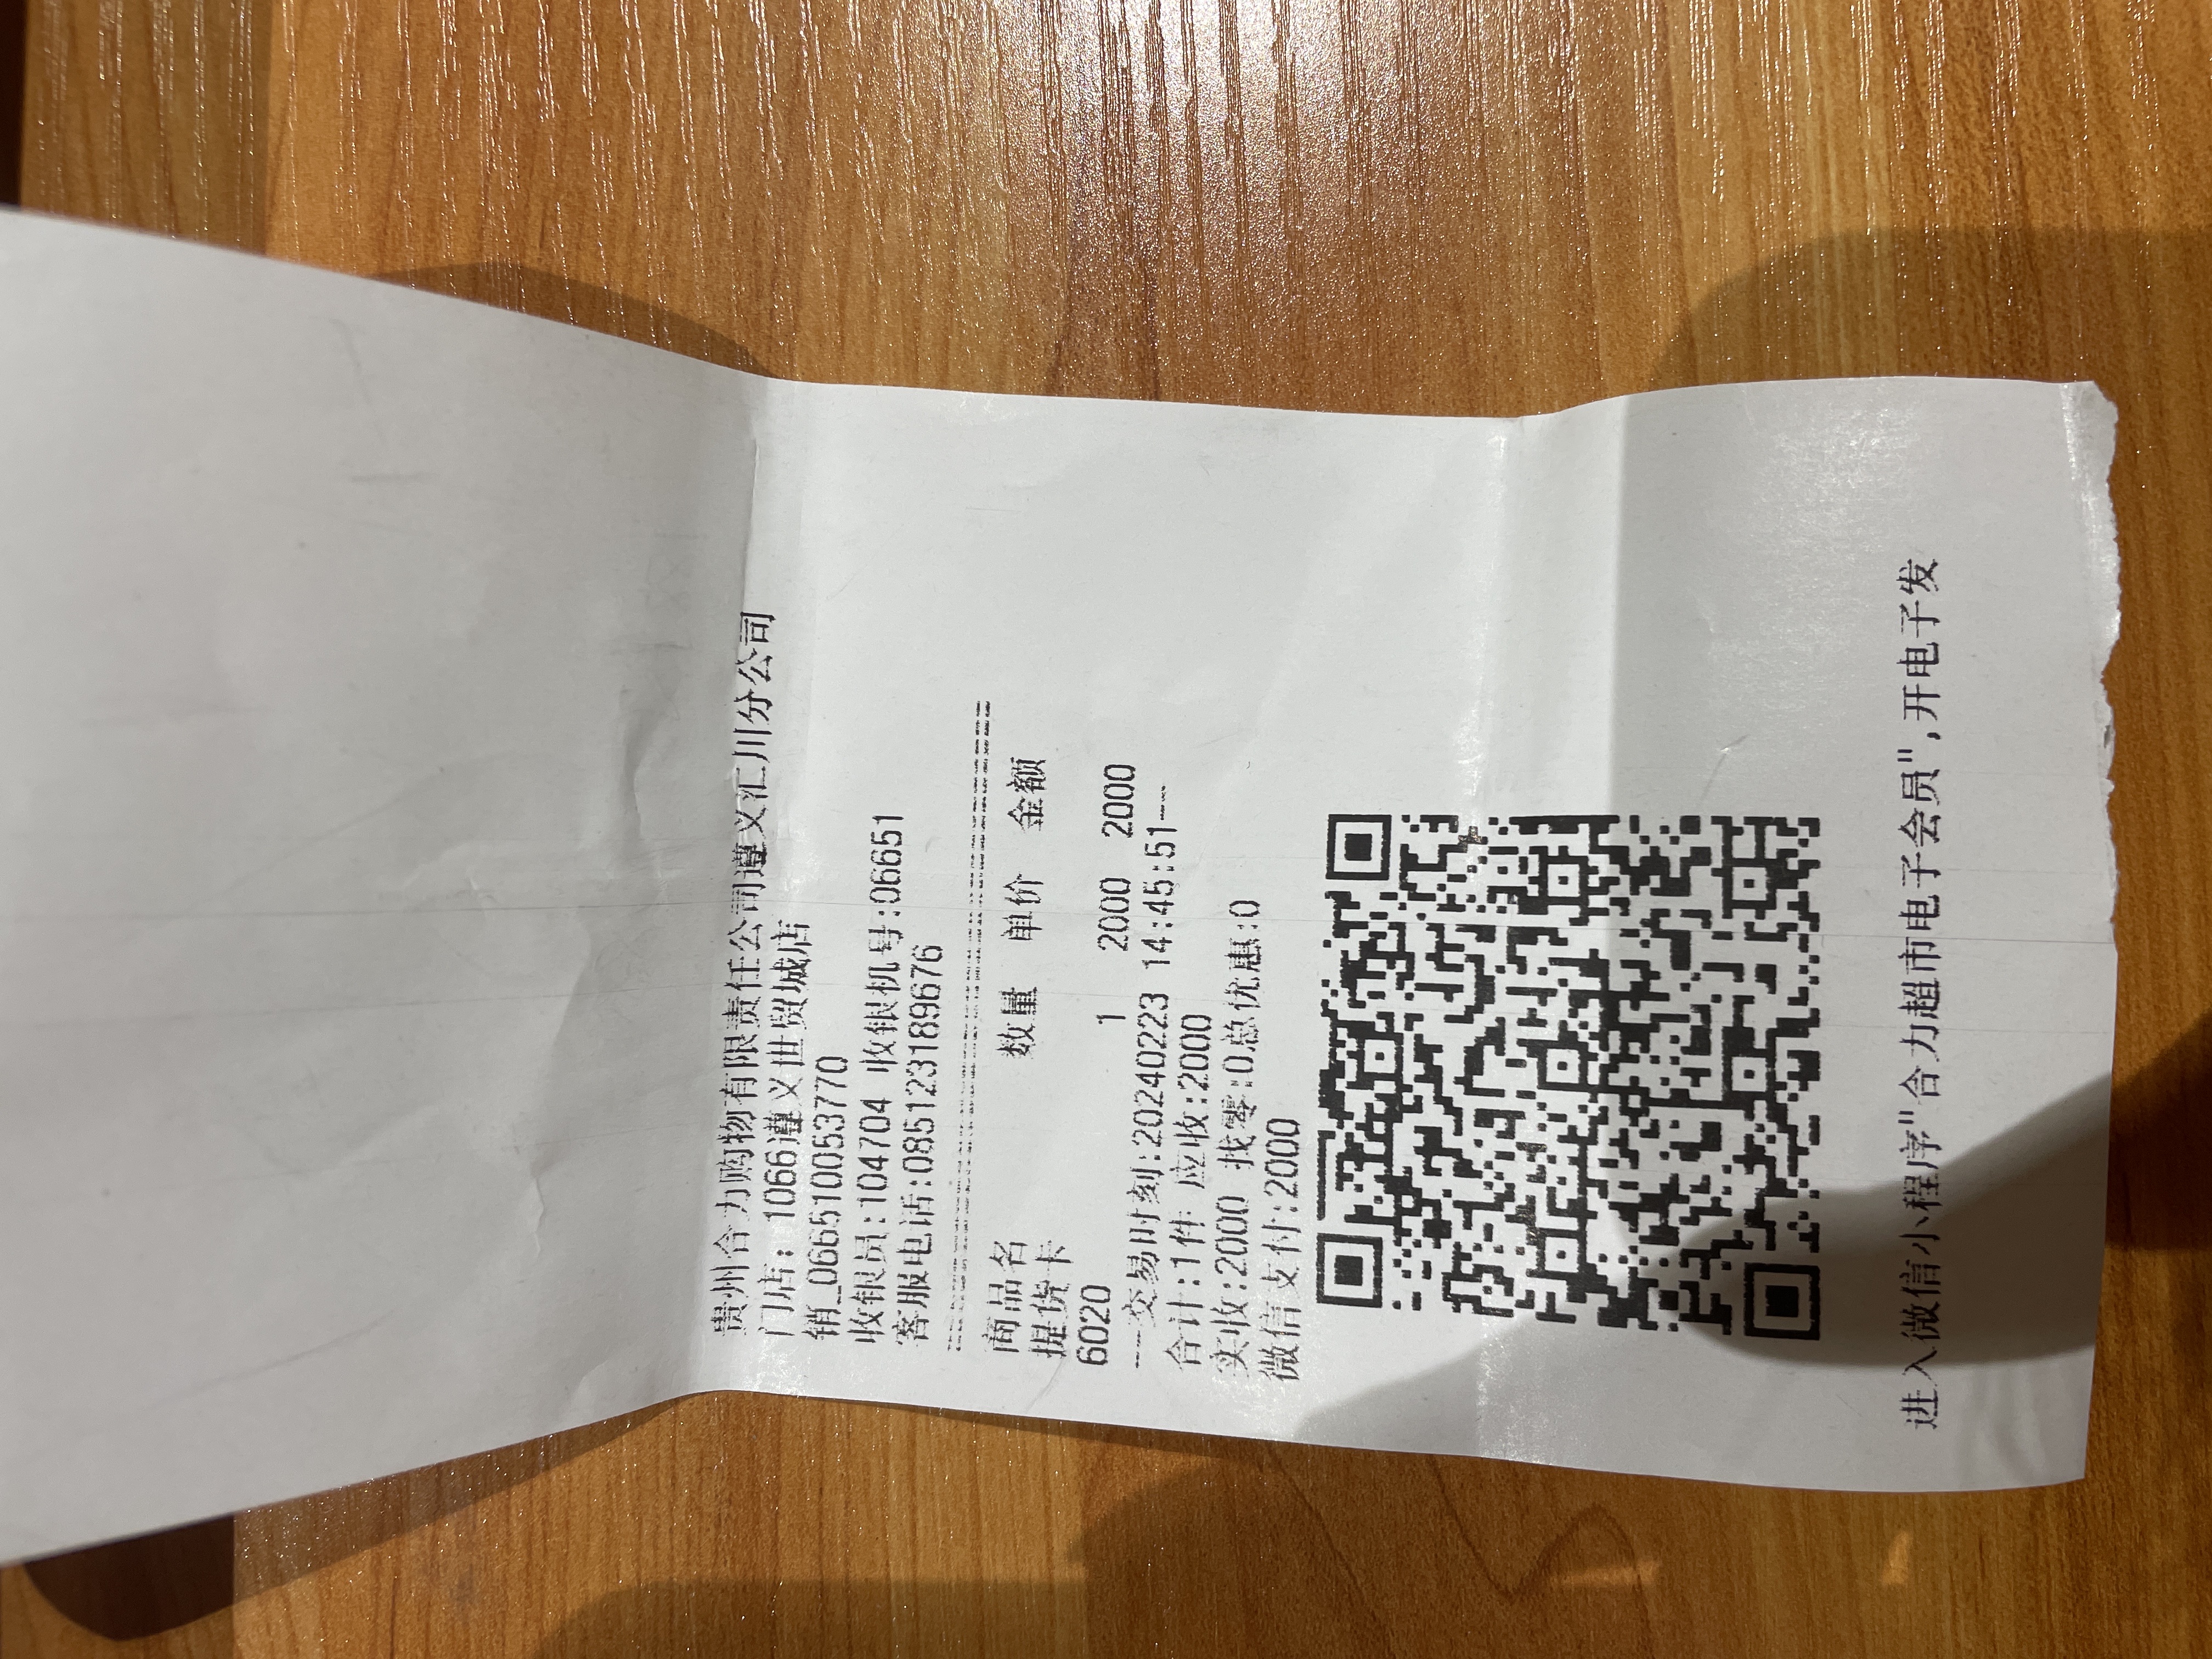 贵州合力购物有限责任公司遵义汇川分公司
门店: 1066遵义世贸城店
销_066510053770
收银员:104704 收银机号:06651
客服电话:085123189676
商品名 数量 单价 金额
提货卡
6020 1 2000 2000
---交易时刻:20240223 14:45:51---
合计:1件 应收:2000
实收:2000 找零:0总优惠:0
微信支付:2000
进入微信小程序"合力超市电子会员",开电子发